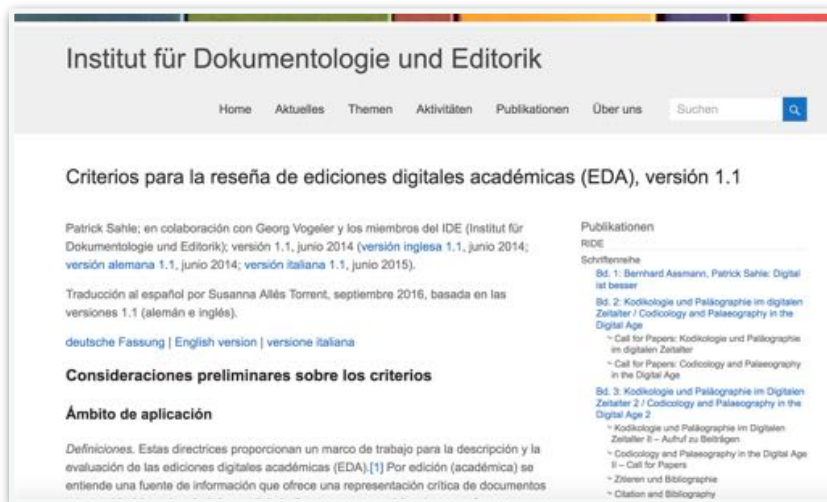 Institut für Dokumentologie und Editorik
Home Aktuelles Themen Aktivitäten Publikationen Über uns Suchen
Criterios para la reseña de ediciones digitales académicas (EDA), versión 1.1
Patrick Sahle; en colaboración con Georg Vogeler y los miembros del IDE (Institut für
Dokumentologie und Editorik); versión 1.1, junio 2014 (versión inglesa 1.1, junio 2014;
versión alemana 1.1, junio 2014; versión italiana 1.1, junio 2015).
Traducción al español por Susanna Allés Torrent, septiembre 2016, basada en las
versiones 1.1 (alemán e inglés).
deutsche Fassung | English version | versione italiana
Consideraciones preliminares sobre los criterios
Ámbito de aplicación
Definiciones. Estas directrices proporcionan un marco de trabajo para la descripción y la
evaluación de las ediciones digitales académicas (EDA).[1] Por edición (académica) se
entiende una fuente de información que ofrece una representación crítica de documentos
Publikationen
RIDE
Schriftenreihe
Bd. 1: Bernhard Assmann, Patrick Sahle: Digital
ist besser
Bd. 2: Kodikologie und Paläographie im digitalen
Zeitalter / Codicology and Palaeography in the
Digital Age
Call for Papers: Kodikologie und Paläographie
im digitalen Zeitalter
Call for Papers: Codicology and Palaeography
in the Digital Age
Bd. 3: Kodikologie und Paläographie im Digitalen
Zeitalter 2 / Codicology and Palaeography in the
Digital Age 2
Kodikologie und Paläographie im Digitalen
Zeitalter II – Aufruf zu Beiträgen
Codicology and Palaeography in the Digital Age
II – Call for Papers
Zitieren und Bibliographie
Citation and Bibliography